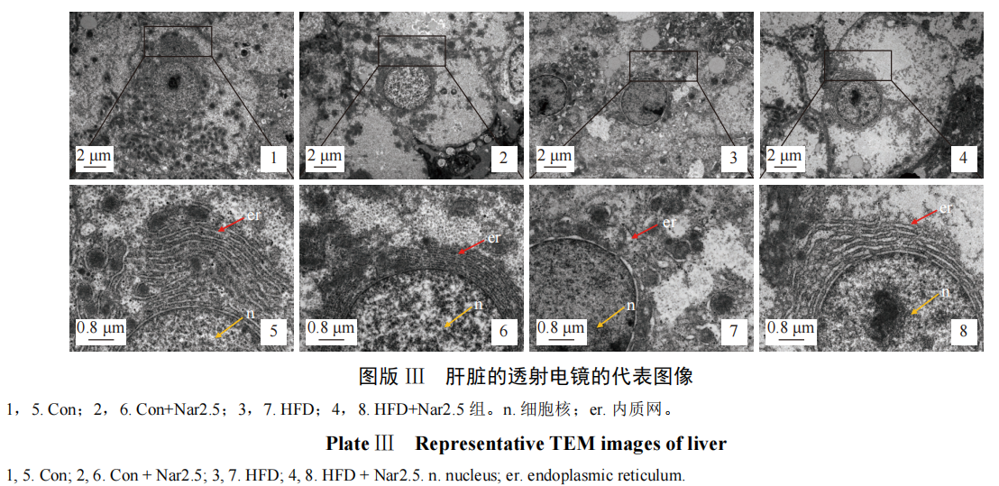 2 μm
1
2 μm
2
2 μm
3
2 μm
4
er
n
0.8 μm
5
er
n
0.8 μm
6
er
n
0.8 μm
7
er
n
0.8 μm
8
图版 Ⅲ 肝脏的透射电镜的代表图像
1，5. Con；2，6. Con+Nar2.5；3，7. HFD；4，8. HFD+Nar2.5 组。n. 细胞核；er. 内质网。
Plate Ⅲ Representative TEM images of liver
1, 5. Con; 2, 6. Con + Nar2.5; 3, 7. HFD; 4, 8. HFD + Nar2.5. n. nucleus; er. endoplasmic reticulum.